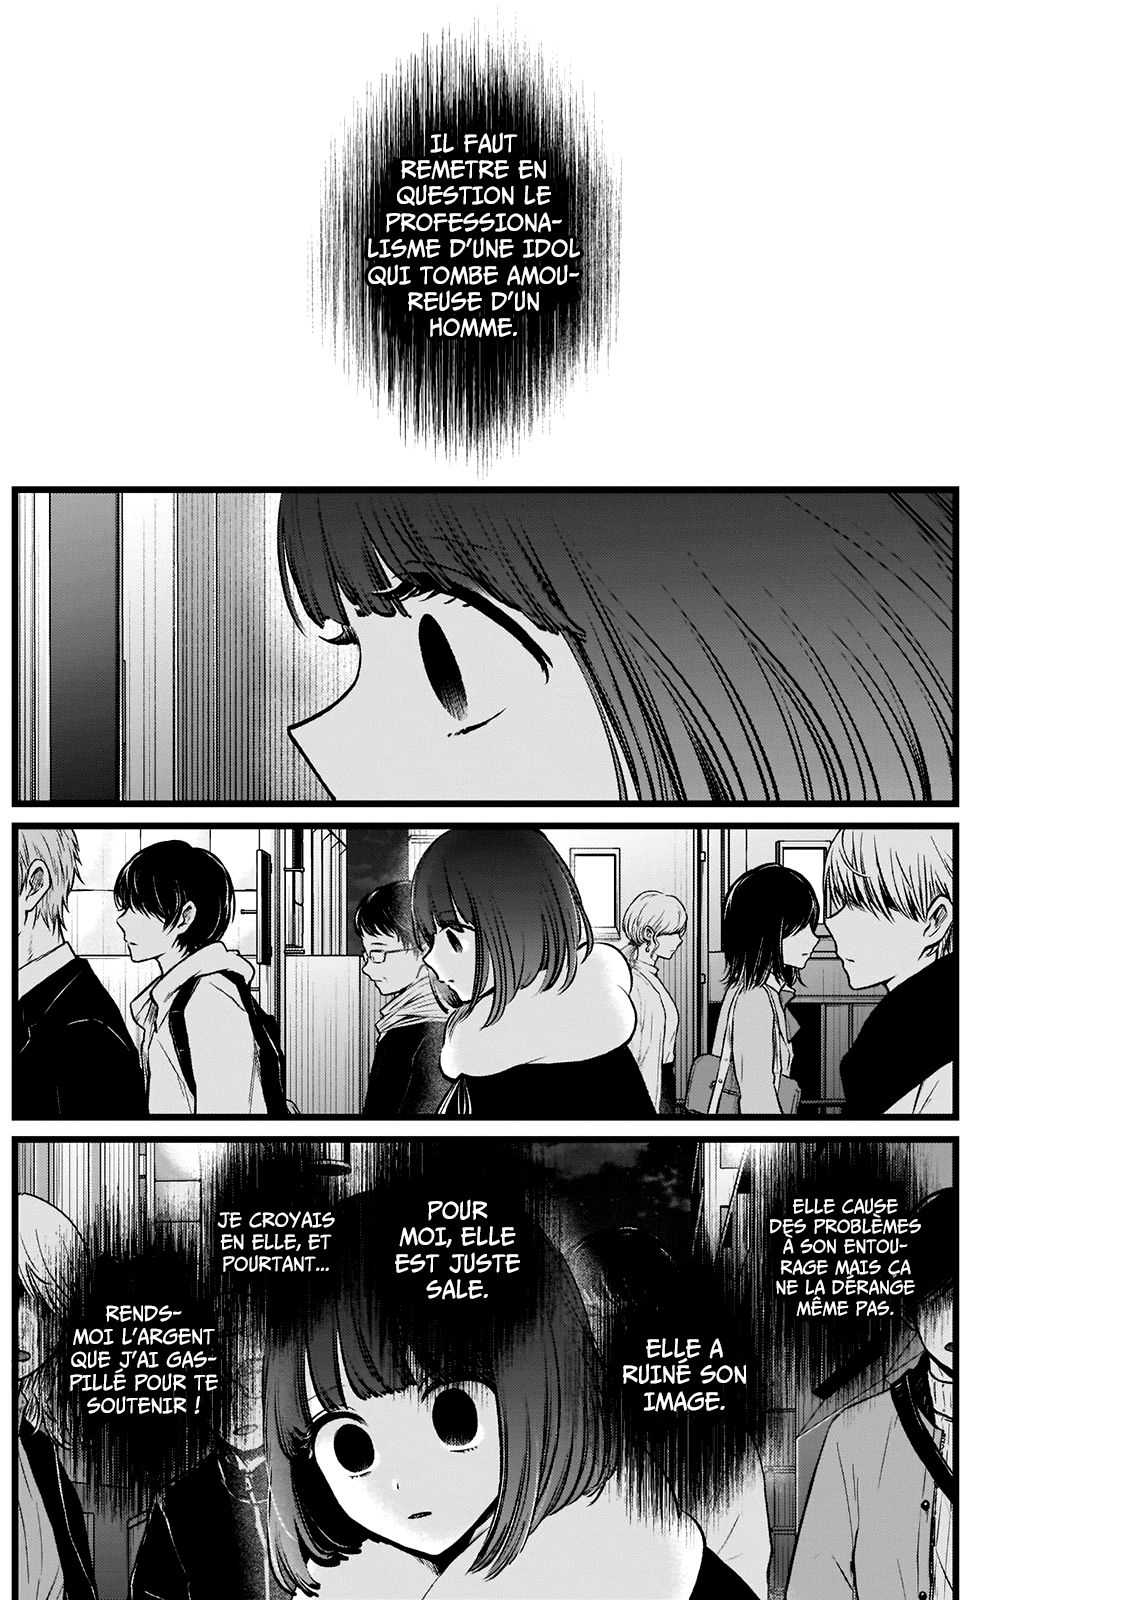 IL FAUT
REMETRE EN
QUESTION LE
PROFESSIONA-
LISME D'UNE IDOL
QUI TOMBE AMOU-
REUSE D'UN
HOMME.
ELLE CAUSE
DES PROBLÈMES
À SON ENTOU-
RAGE MAIS ÇA
NE LA DÉRANGE
MÊME PAS.
ELLE A
RUINÉ SON
IMAGE.
POUR
MOI, ELLE
EST JUSTE
SALE.
JE CROYAIS
EN ELLE, ET
POURTANT...
RENDS-
MOI L'ARGENT
QUE J'AI GAS-
PILLÉ POUR TE
SOUTENIR !